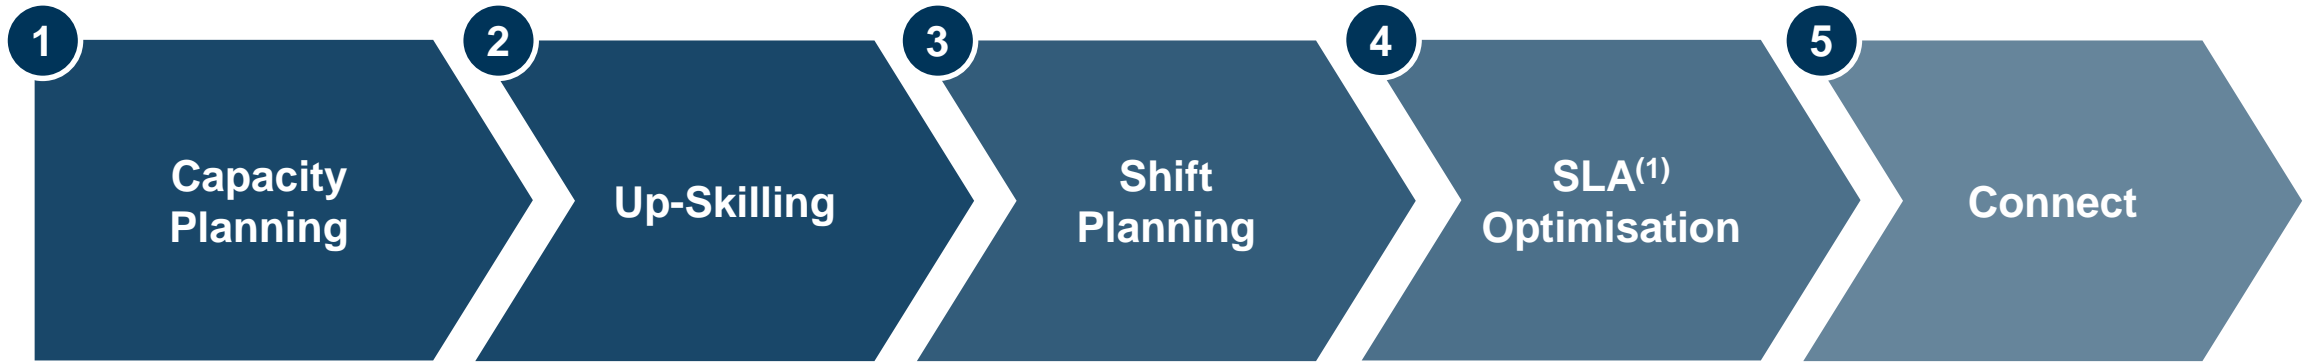 1
Capacity
Planning
2
Up-Skilling
3
Shift
Planning
4
SLA(1)
Optimisation
5
Connect